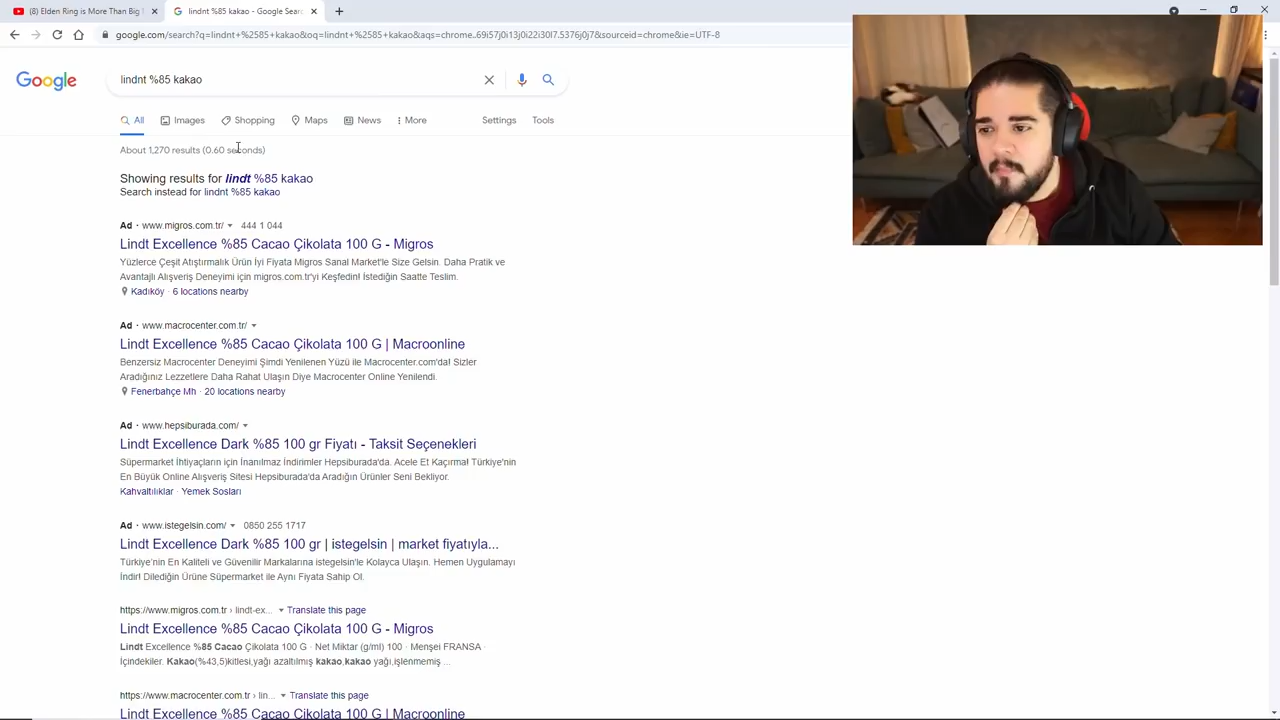 (8) Elden Ring is More Than Big
lindnt %85 kakao - Google Sear
google.com/search?q=lindnt+%2585+kakao&oq=lindnt+%2585+kakao&aqs=chrome..69i57j0i13j0i22i30l7.5376j0j7&sourceid=chrome&ie=UTF-8
Google
lindnt %85 kakao
All Images Shopping Maps News More Settings Tools
About 1,270 results (0.60 seconds)
Showing results for lindt %85 kakao
Search instead for lindnt %85 kakao
Ad · www.migros.com.tr/ 444 1 044
Lindt Excellence %85 Cacao Çikolata 100 G - Migros
Yüzlerce Çeşit Atıştırmalık Ürün İyi Fiyata Migros Sanal Market'le Size Gelsin. Daha Pratik ve
Avantajlı Alışveriş Deneyimi için migros.com.tr'yi Keşfedin! İstediğin Saatte Teslim.
Kadıköy · 6 locations nearby
Ad · www.macrocenter.com.tr/
Lindt Excellence %85 Cacao Çikolata 100 G | Macroonline
Benzersiz Macrocenter Deneyimi Şimdi Yenilenen Yüzü ile Macrocenter.com'da! Sizler
Aradığınız Lezzetlere Daha Rahat Ulaşın Diye Macrocenter Online Yenilendi.
Fenerbahçe Mh · 20 locations nearby
Ad · www.hepsiburada.com/
Lindt Excellence Dark %85 100 gr Fiyatı - Taksit Seçenekleri
Süpermarket İhtiyaçların için İnanılmaz İndirimler Hepsiburada'da. Acele Et Kaçırma! Türkiye'nin
En Büyük Online Alışveriş Sitesi Hepsiburada'da Aradığın Ürünler Seni Bekliyor.
Kahvaltılıklar · Yemek Sosları
Ad · www.istegelsin.com/ 0850 255 1717
Lindt Excellence Dark %85 100 gr | istegelsin | market fiyatıyla...
Türkiye'nin En Kaliteli ve Güvenilir Markalarına istegelsin'le Kolayca Ulaşın. Hemen Uygulamayı
İndir! Dilediğin Ürüne Süpermarket ile Aynı Fiyata Sahip Ol.
https://www.migros.com.tr › lindt-ex... Translate this page
Lindt Excellence %85 Cacao Çikolata 100 G - Migros
Lindt Excellence %85 Cacao Çikolata 100 G · Net Miktar (g/ml) 100 · Menşei FRANSA ·
İçindekiler. Kakao(%43,5)kitlesi,yağı azaltılmış kakao,kakao yağı,işlenmemiş ...
https://www.macrocenter.com.tr › lin... Translate this page
Lindt Excellence %85 Cacao Çikolata 100 G | Macroonline